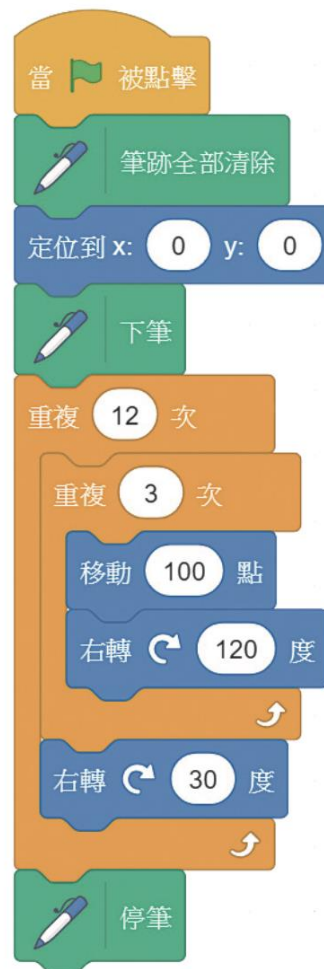 當 被點擊
筆跡全部清除
定位到 x: 0 y: 0
下筆
重複 12 次
重複 3 次
移動 100 點
右轉 120 度
右轉 30 度
停筆